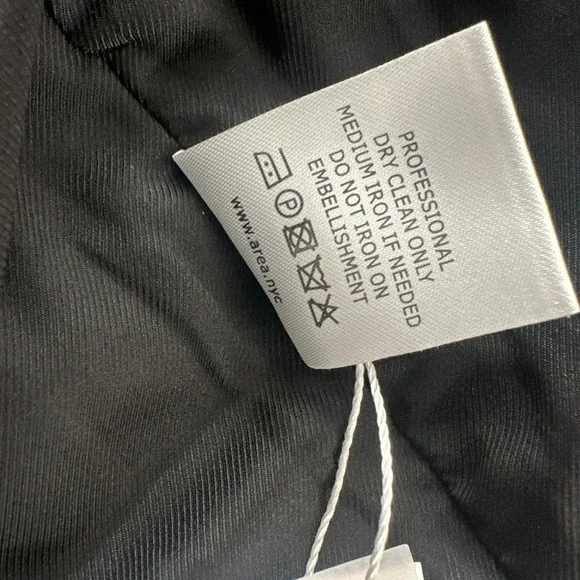 PROFESSIONAL
DRY CLEAN ONLY
MEDIUM IRON IF NEEDED
DO NOT IRON ON
EMBELLISHMENT
P
www.area.nyc